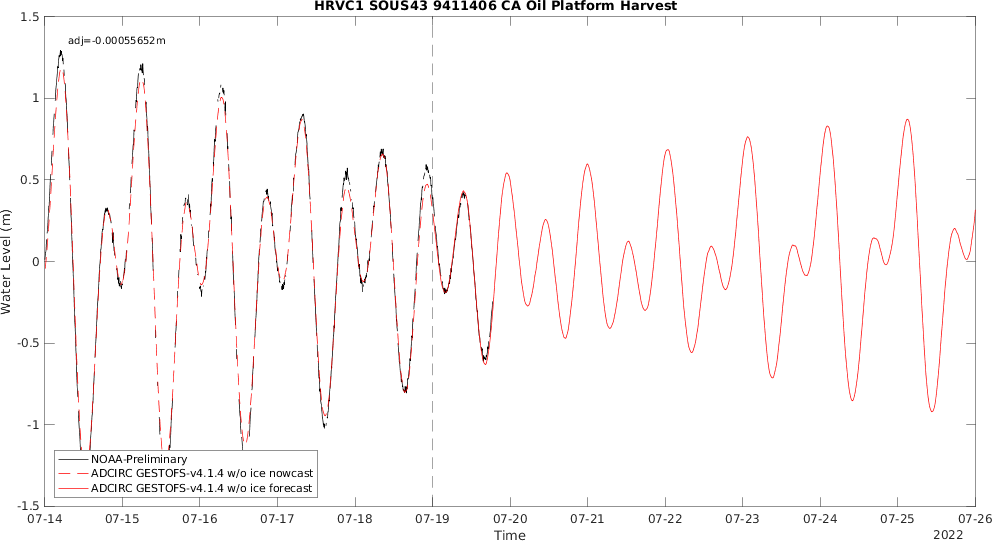 HRVC1 SOUS43 9411406 CA Oil Platform Harvest
adj=-0.00055652m
1.5
1
0.5
0
-0.5
-1
-1.5
Water Level (m)
NOAA-Preliminary
ADCIRC GESTOFS-v4.1.4 w/o ice nowcast
ADCIRC GESTOFS-v4.1.4 w/o ice forecast
07-14 07-15 07-16 07-17 07-18 07-19 07-20 07-21 07-22 07-23 07-24 07-25 07-26
Time
2022